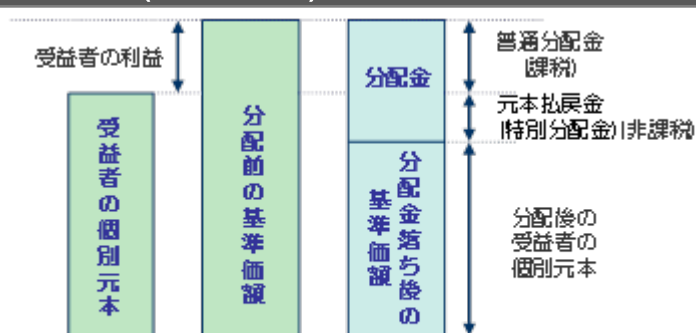 受益者の利益
受益者の個別元本
分配前の基準価額
分配金
分配金落ち後の
基準価額
普通分配金
(課税)
元本払戻金
(特別分配金)(非課税)
分配後の
受益者の
個別元本